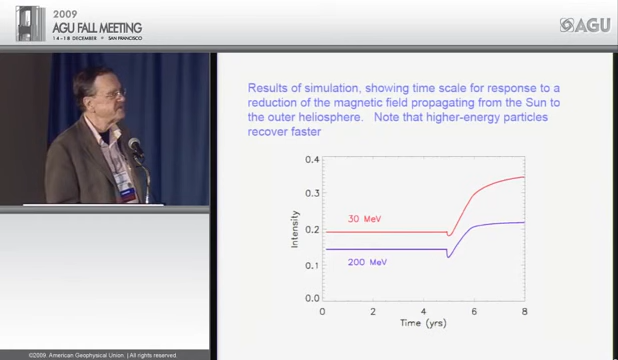 2009
AGU FALL MEETING
14-18 DECEMBER SAN FRANCISCO
AGU
Results of simulation, showing time scale for response to a
reduction of the magnetic field propagating from the Sun to
the outer heliosphere. Note that higher-energy particles
recover faster
0.4
0.3
0.2
0.1
0.0
Intensity
30 MeV
200 MeV
0 2 4 6 8
Time (yrs)
©2009. American Geophysical Union. All rights reserved.